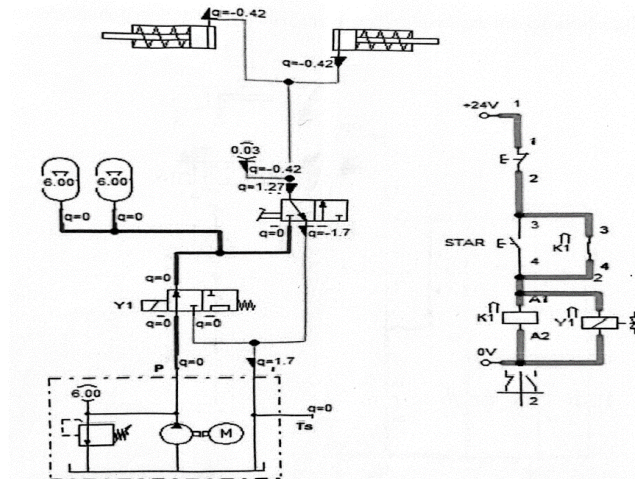 q=-0.42
q=-0.42
0.03
q=-0.42
q=1.27
6.00
6.00
q=0
q=0
q=0
q=-1.7
q=0
Y1
q=0
q=0
P
q=0
q=1.7
6.00
M
q=0
Ts
+24V
1
1
2
3
3
STAR
K1
4
4
2
A1
K1
Y1
A2
0V
2